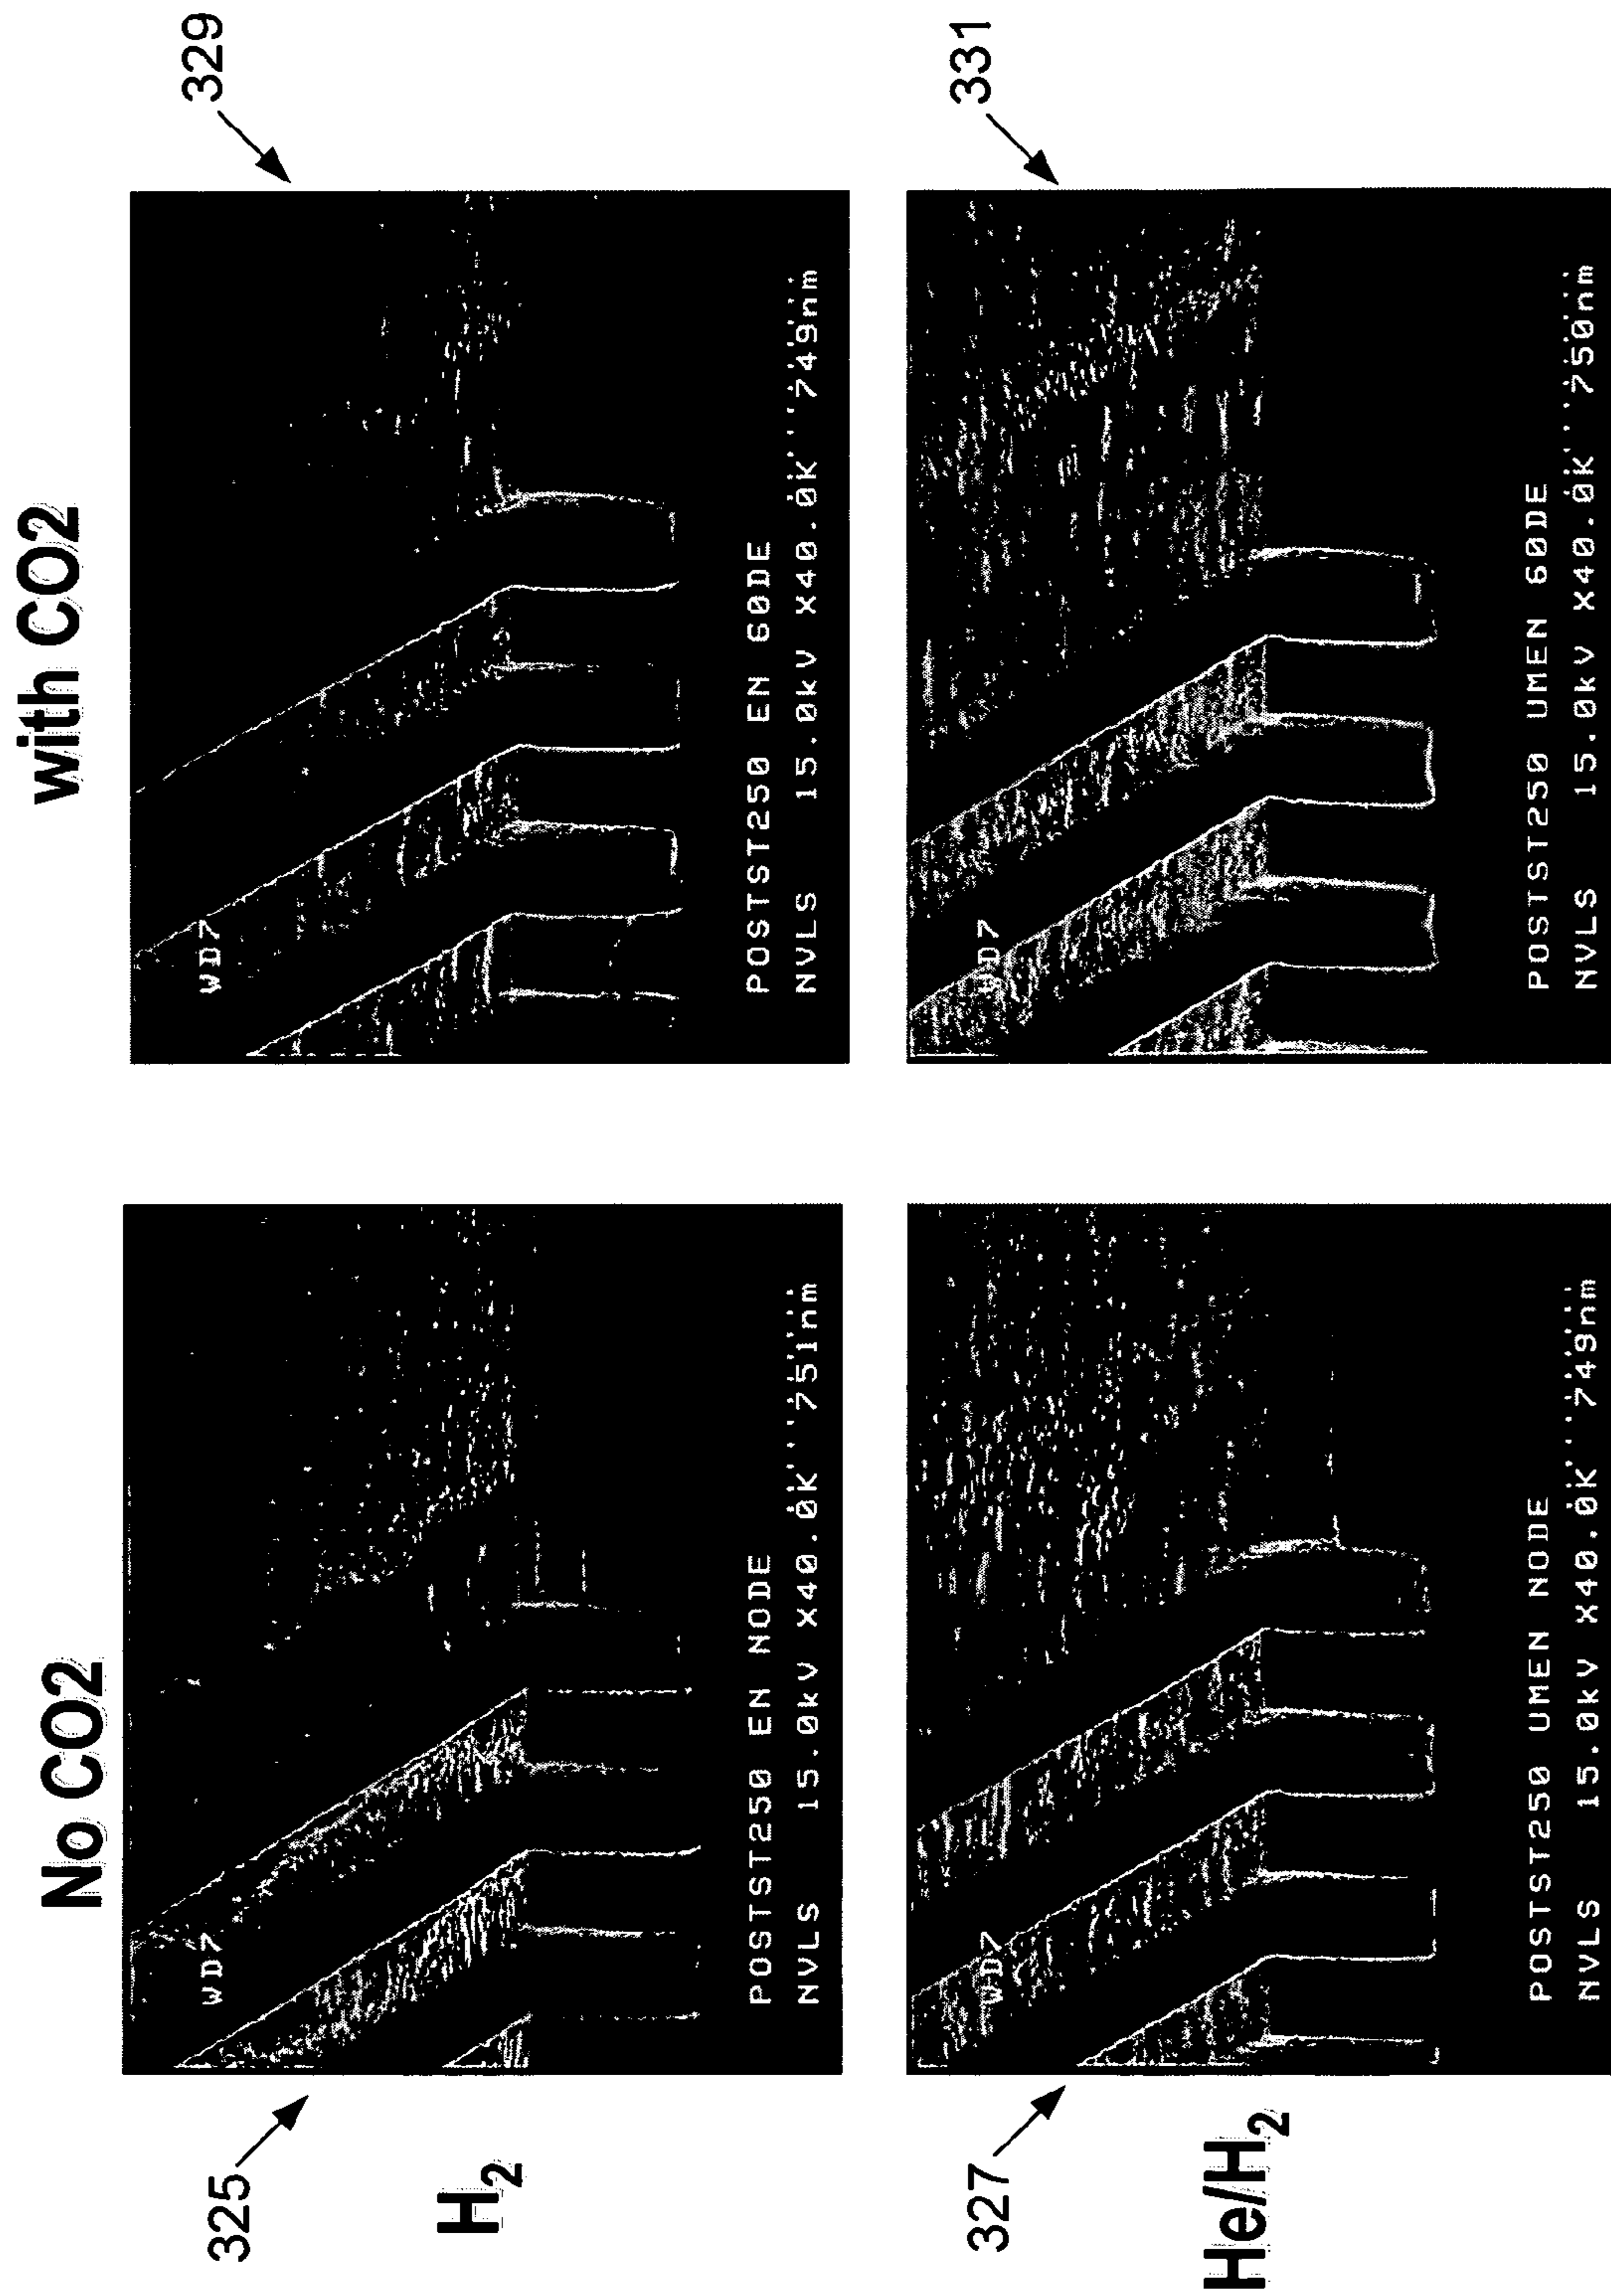 No CO2
with CO2
325
H2
WD7
POSTST250 EN NODE
NVLS 15.0kV X40.0K 751nm
329
WD7
POSTST250 EN 60DE
NVLS 15.0kV X40.0K 749nm
327
He/H2
WD7
POSTST250 UMEN NODE
NVLS 15.0kV X40.0K 749nm
331
WD7
POSTST250 UMEN 60DE
NVLS 15.0kV X40.0K 750nm